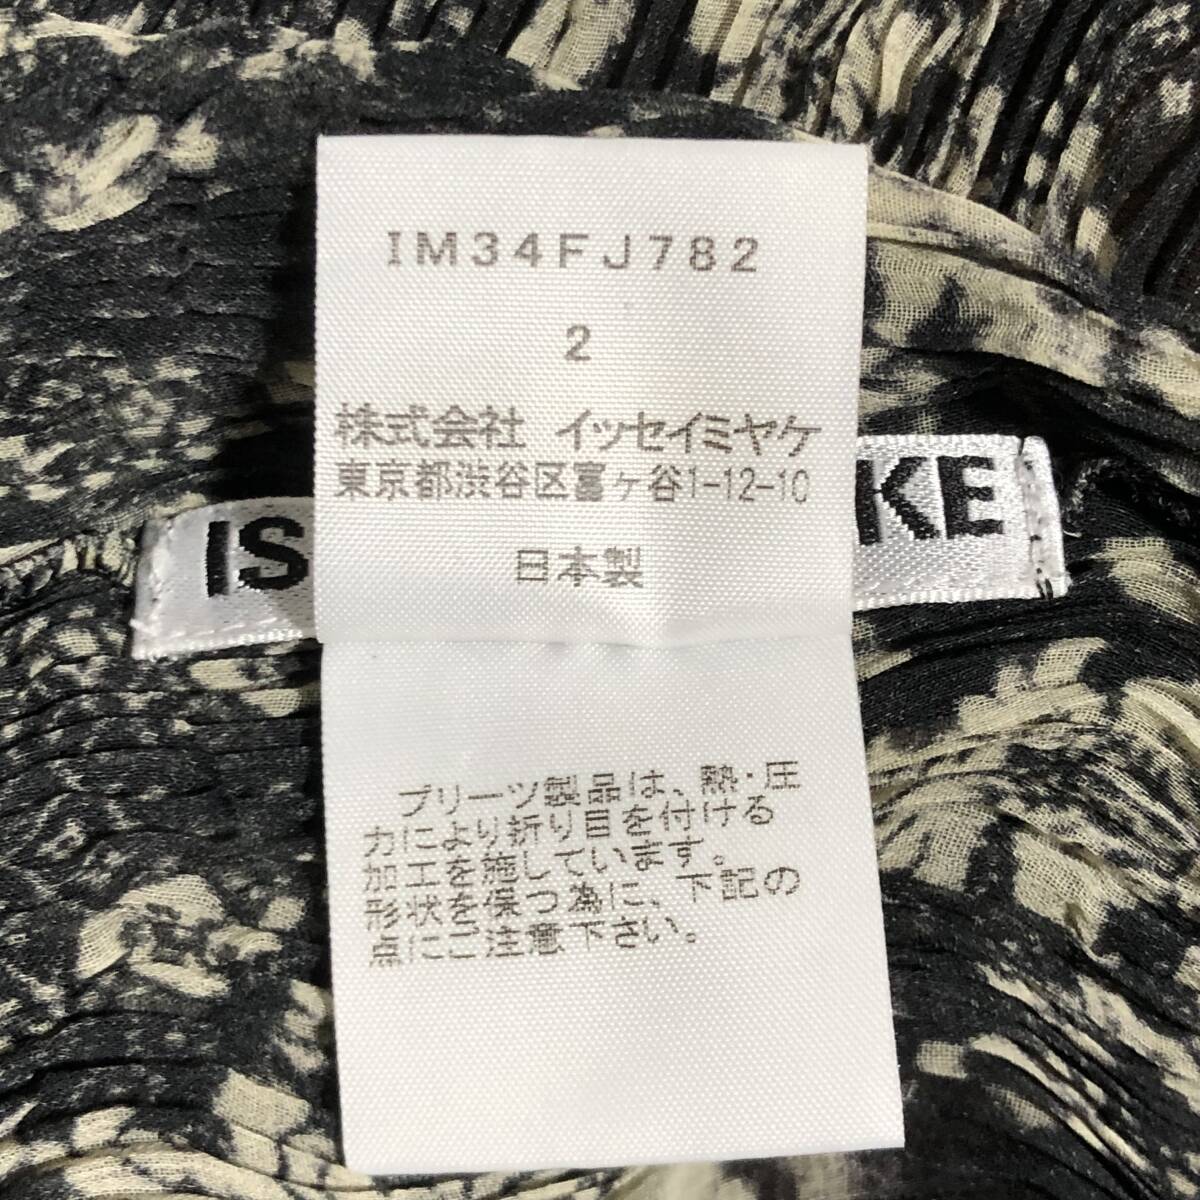 IM34FJ782
2
株式会社 イッセイミヤケ
東京都渋谷区富ヶ谷1-12-10
IS KE
日本製
プリーツ製品は、熱・圧
力により折り目を付ける
加工を施しています。
形状を保つ為に、下記の
点にご注意下さい。